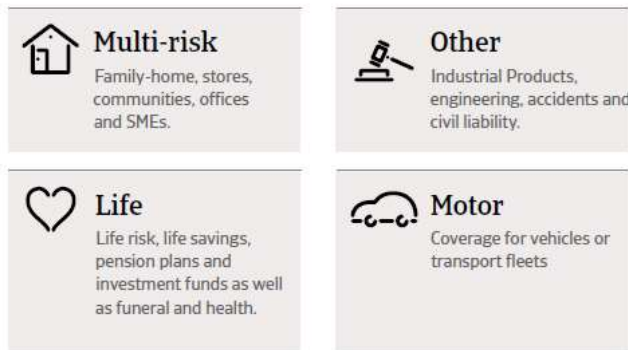 Multi-risk
Family-home, stores,
communities, offices
and SMEs.
Other
Industrial Products,
engineering, accidents and
civil liability.
Life
Life risk, life savings,
pension plans and
investment funds as well
as funeral and health.
Motor
Coverage for vehicles or
transport fleets